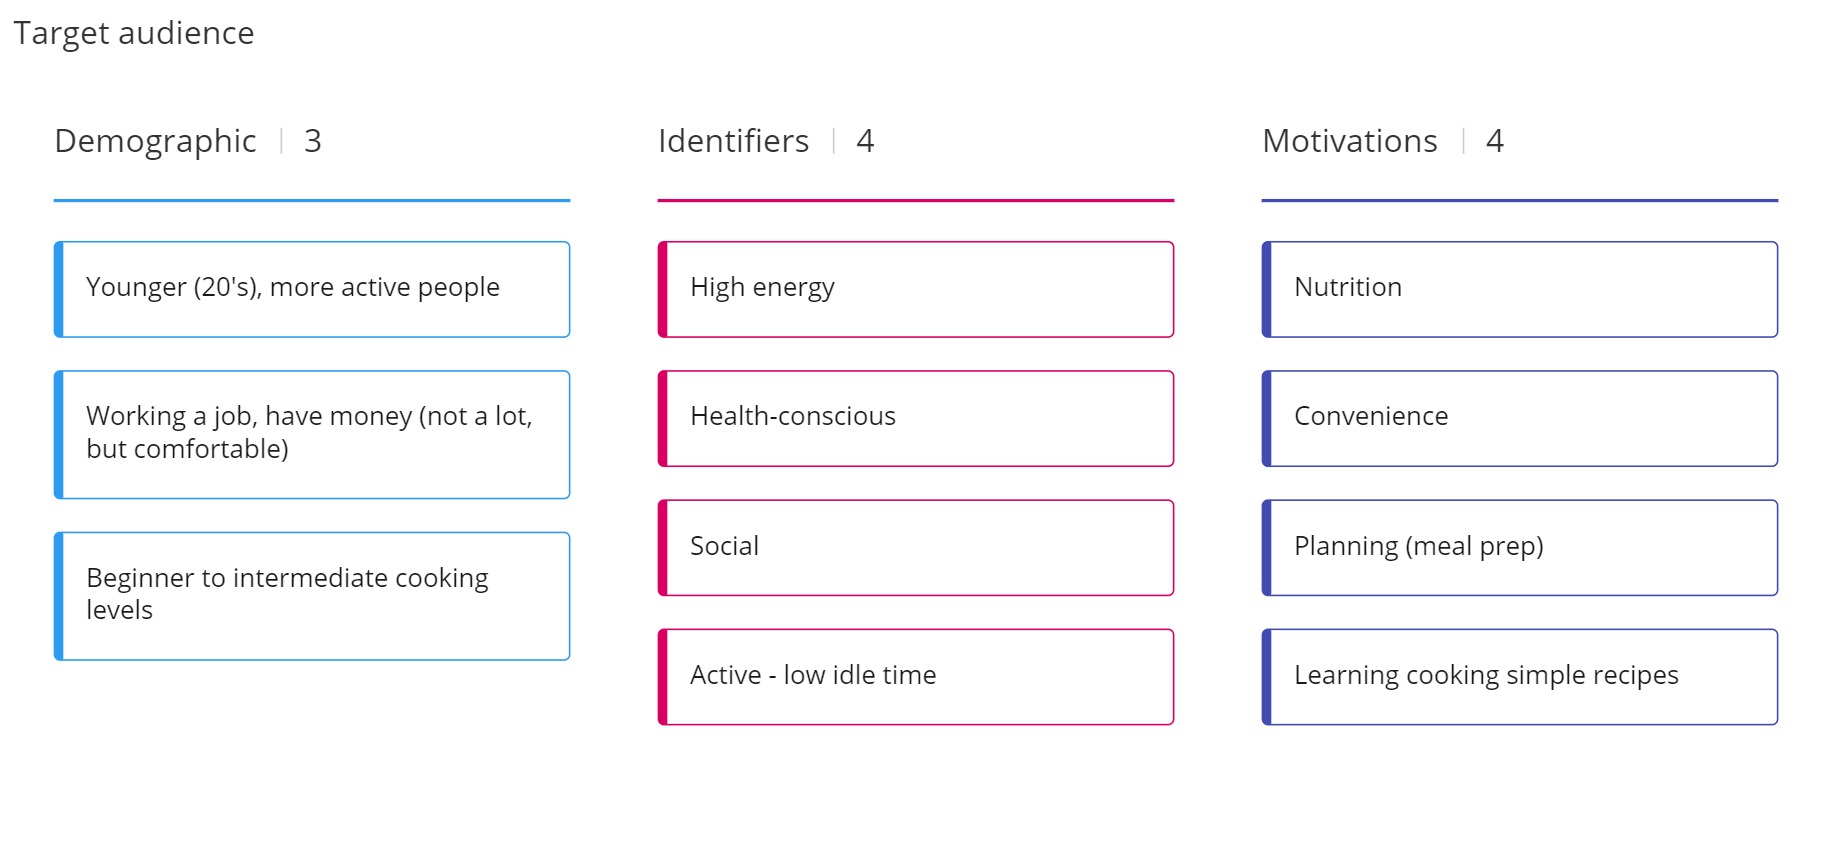 Target audience
Demographic | 3
Younger (20's), more active people
Working a job, have money (not a lot,
but comfortable)
Beginner to intermediate cooking
levels
Identifiers | 4
High energy
Health-conscious
Social
Active - low idle time
Motivations | 4
Nutrition
Convenience
Planning (meal prep)
Learning cooking simple recipes